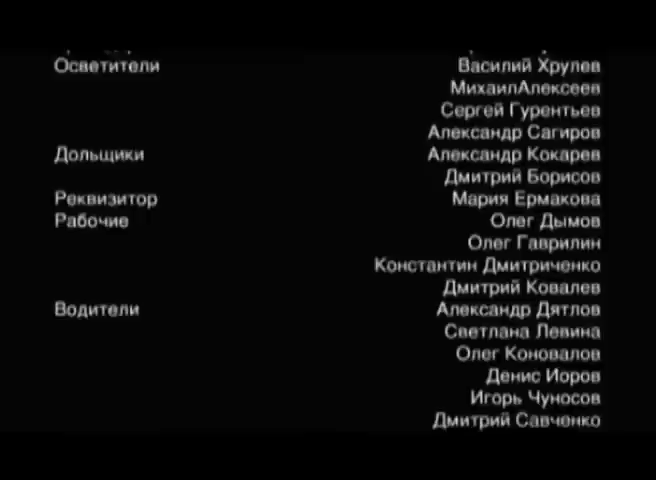 Осветители Василий Хрулев
МихаилАлексеев
Сергей Гурентьев
Александр Сагиров
Дольщики Александр Кокарев
Дмитрий Борисов
Реквизитор Мария Ермакова
Рабочие Олег Дымов
Олег Гаврилин
Константин Дмитриченко
Дмитрий Ковалев
Водители Александр Дятлов
Светлана Левина
Олег Коновалов
Денис Иоров
Игорь Чуносов
Дмитрий Савченко